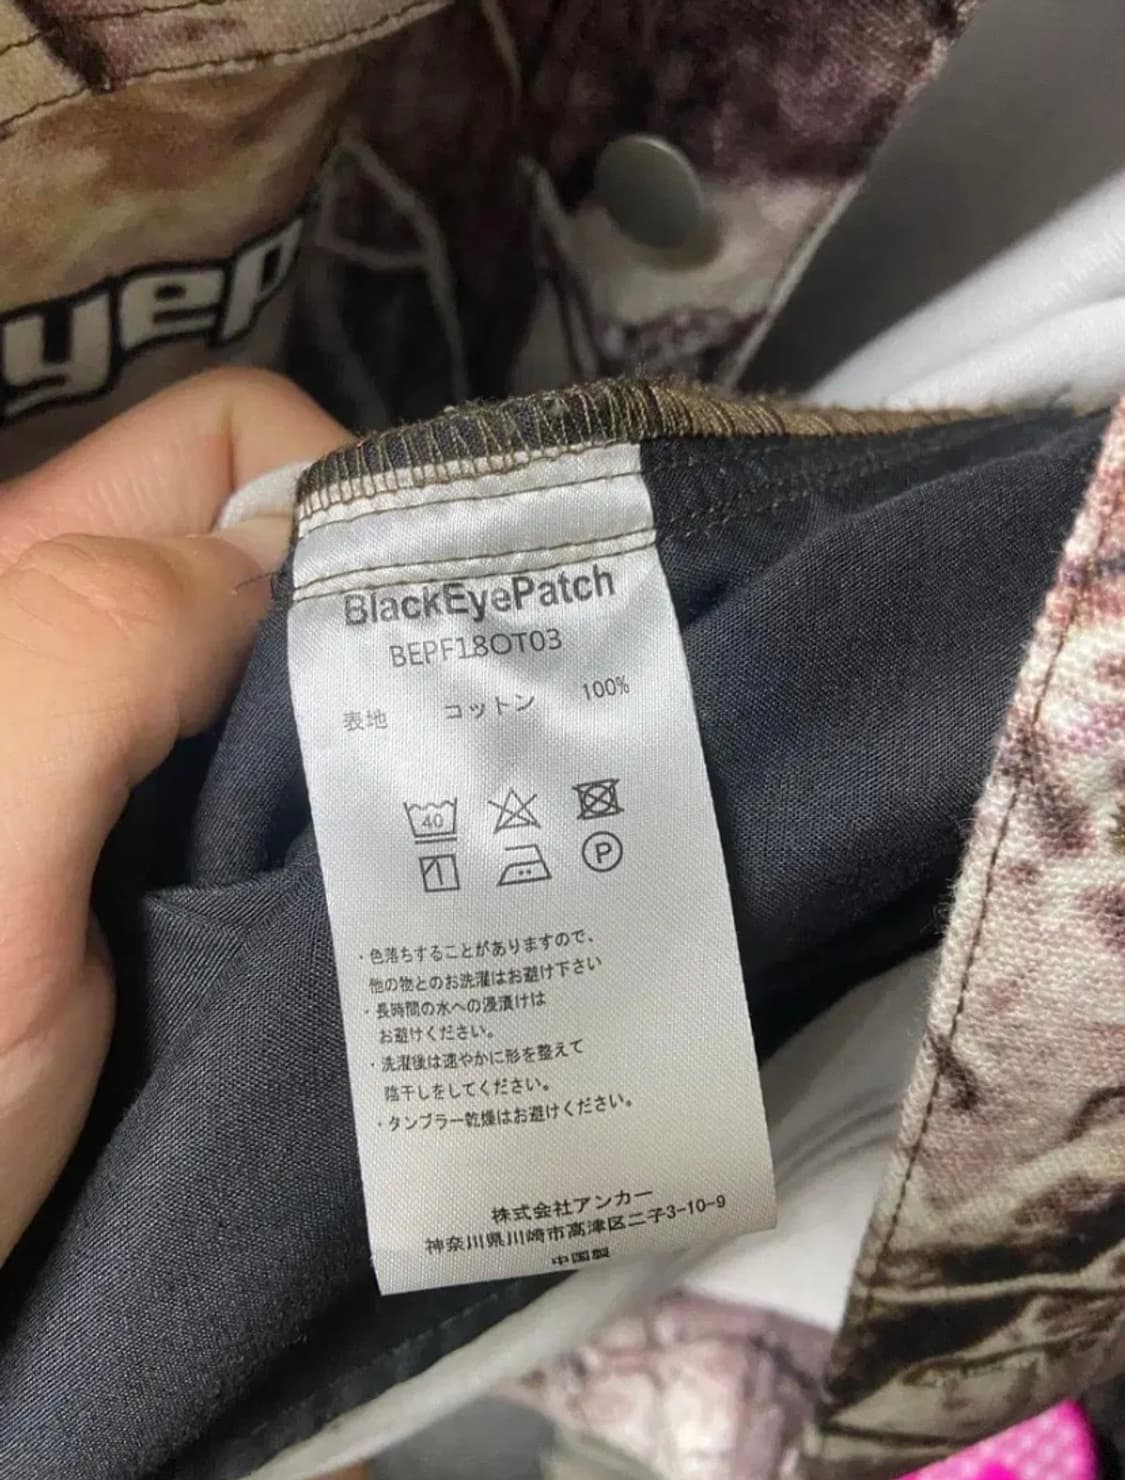 yep
BlackEyePatch
BEPF18OT03
表地 コットン 100%
40
P
・色落ちすることがありますので、
他の物とのお洗濯はお避け下さい
・長時間の水への浸漬けは
お避けください。
・洗濯後は速やかに形を整えて
陰干しをしてください。
・タンブラー乾燥はお避けください。
株式会社アンカー
神奈川県川崎市高津区二子3-10-9
中国製